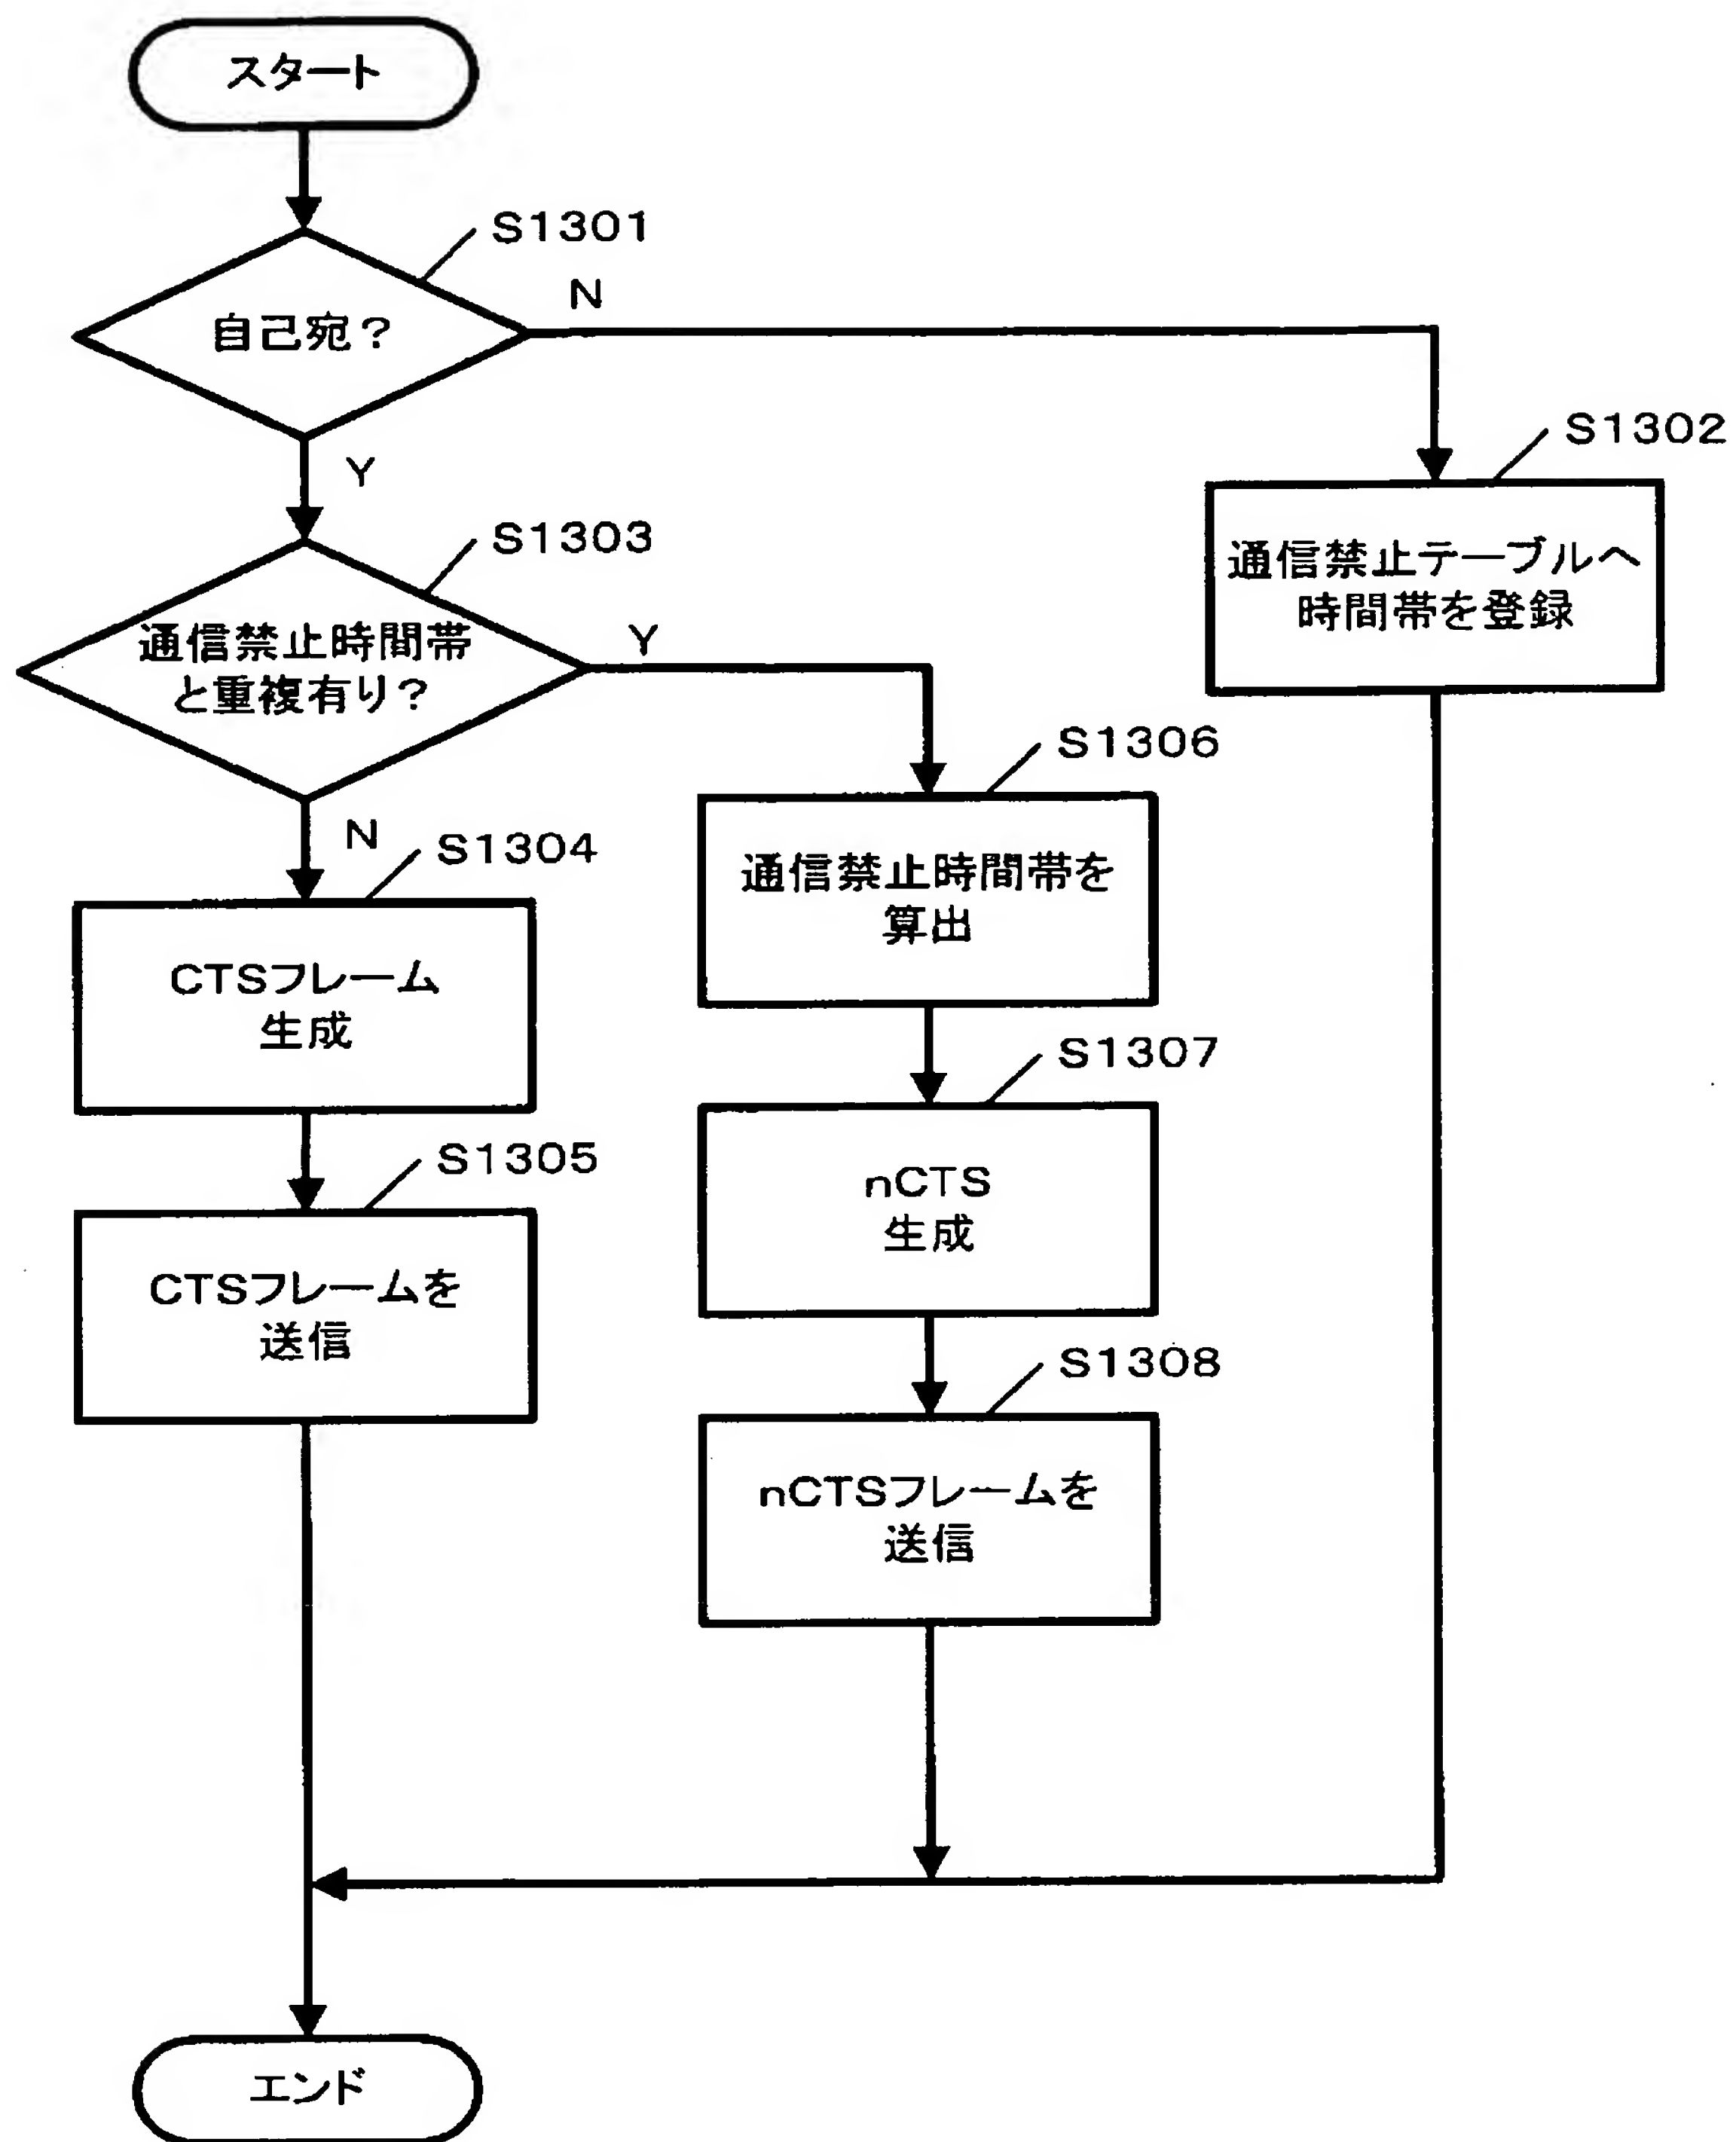 スタート
S1301
自己宛？
N
Y
S1302
通信禁止テーブルへ
時間帯を登録
S1303
通信禁止時間帯
と重複有り？
Y
N
S1304
CTSフレーム
生成
S1305
CTSフレームを
送信
S1306
通信禁止時間帯を
算出
S1307
nCTS
生成
S1308
nCTSフレームを
送信
エンド